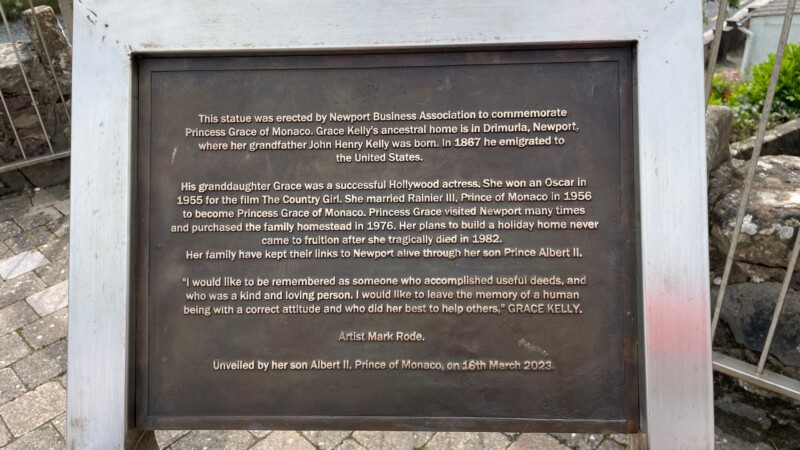 This statue was erected by Newport Business Association to commemorate
Princess Grace of Monaco. Grace Kelly's ancestral home is in Drimurla, Newport,
where her grandfather John Henry Kelly was born. In 1867 he emigrated to
the United States.
His granddaughter Grace was a successful Hollywood actress. She won an Oscar in
1955 for the film The Country Girl. She married Rainier III, Prince of Monaco in 1956
to become Princess Grace of Monaco. Princess Grace visited Newport many times
and purchased the family homestead in 1976. Her plans to build a holiday home never
came to fruition after she tragically died in 1982.
Her family have kept their links to Newport alive through her son Prince Albert II.
"I would like to be remembered as someone who accomplished useful deeds, and
who was a kind and loving person. I would like to leave the memory of a human
being with a correct attitude and who did her best to help others," GRACE KELLY.
Artist Mark Rode.
Unveiled by her son Albert II, Prince of Monaco, on 16th March 2023.